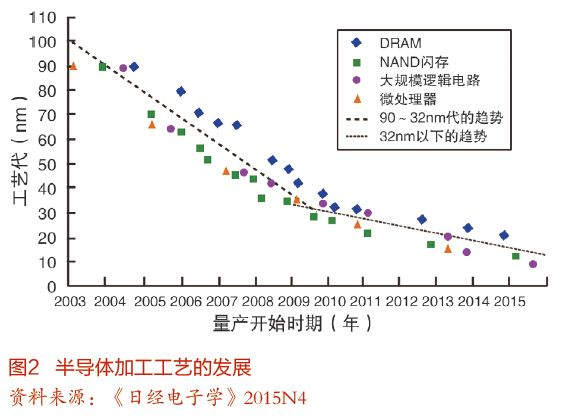 110
100
90
80
70
60
50
40
30
20
10
0
工艺代（nm）
DRAM
NAND闪存
大规模逻辑电路
微处理器
90～32nm代的趋势
32nm以下的趋势
2003 2004 2005 2006 2007 2008 2009 2010 2011 2012 2013 2014 2015
量产开始时期（年）
图2 半导体加工工艺的发展
资料来源：《日经电子学》2015N4